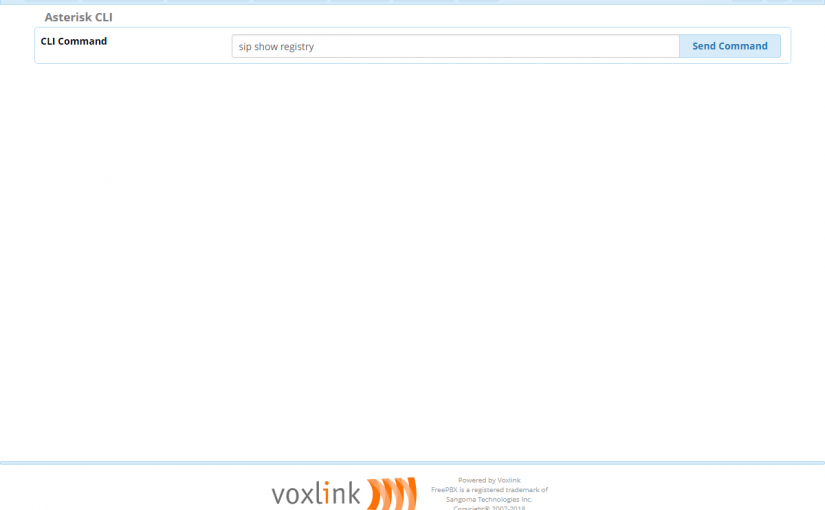 Asterisk CLI
CLI Command
sip show registry
Send Command
voxlink
Powered by Voxlink
FreePBX is a registered trademark of
Sangoma Technologies Inc.
Copyright© 2007-2018